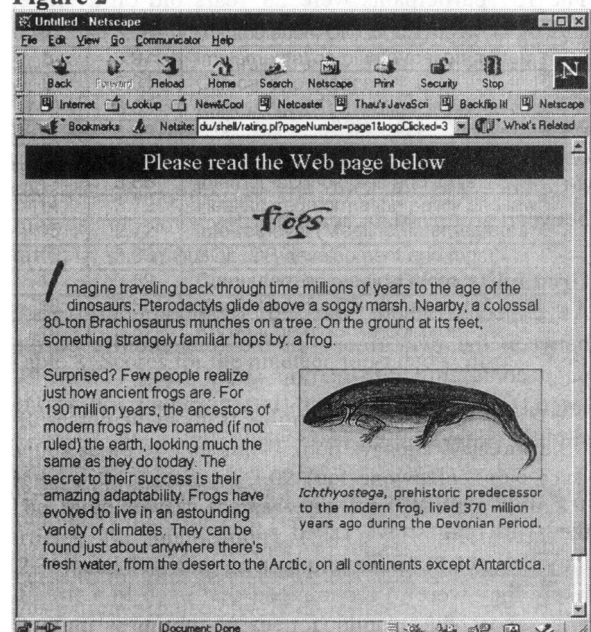 Figure 2
Untitled - Netscape
File Edit View Go Communicator Help
Back Forward Reload Home Search Netscape Print Security Stop
Internet Lookup New&Cool Netcaster Thau's JavaScri Backflip It! Netscape
Bookmarks Netsite: du/shell/rating.pl?pageNumber=page1&logoClicked=3 What's Related
Please read the Web page below
frogs
Imagine traveling back through time millions of years to the age of the
dinosaurs. Pterodactyls glide above a soggy marsh. Nearby, a colossal
80-ton Brachiosaurus munches on a tree. On the ground at its feet,
something strangely familiar hops by: a frog.
Surprised? Few people realize
just how ancient frogs are. For
190 million years, the ancestors of
modern frogs have roamed (if not
ruled) the earth, looking much the
same as they do today. The
secret to their success is their
amazing adaptability. Frogs have
evolved to live in an astounding
variety of climates. They can be
found just about anywhere there's
fresh water, from the desert to the Arctic, on all continents except Antarctica.
Ichthyostega, prehistoric predecessor
to the modern frog, lived 370 million
years ago during the Devonian Period.
Document: Done